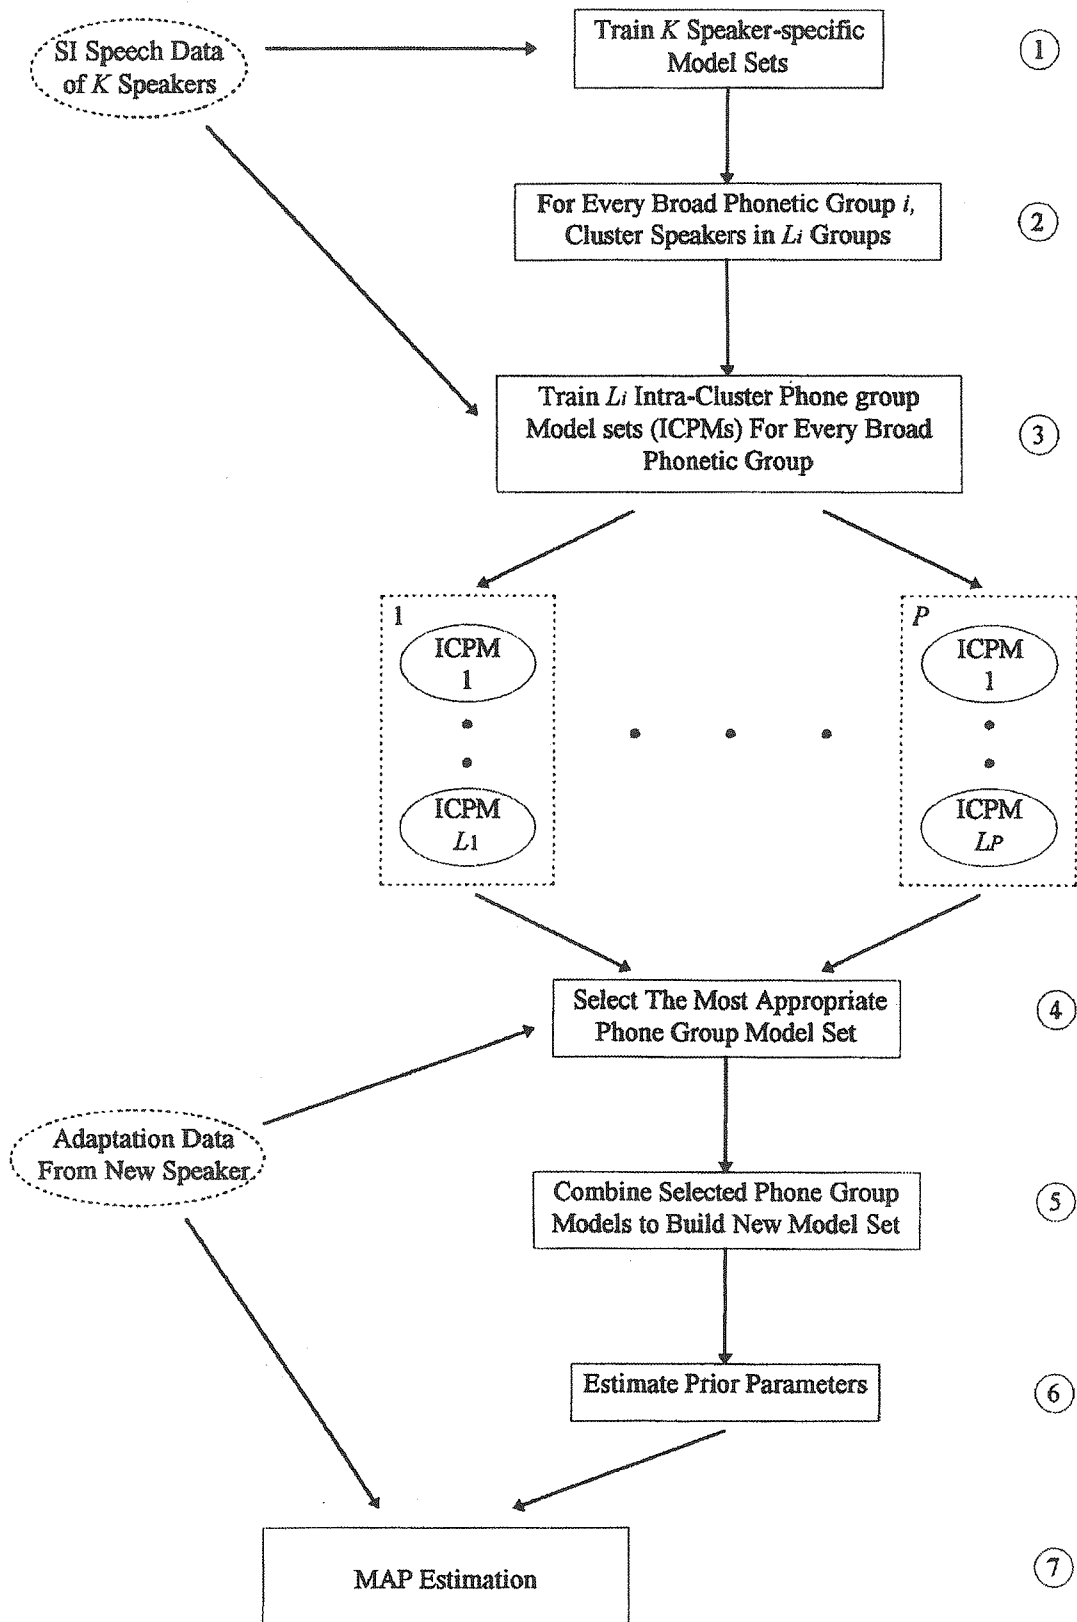 SI Speech Data
of K Speakers
Train K Speaker-specific
Model Sets
1
For Every Broad Phonetic Group i,
Cluster Speakers in Li Groups
2
Train Li Intra-Cluster Phone group
Model sets (ICPMs) For Every Broad
Phonetic Group
3
1
ICPM
1
ICPM
L1
P
ICPM
1
ICPM
LP
Select The Most Appropriate
Phone Group Model Set
4
Adaptation Data
From New Speaker
Combine Selected Phone Group
Models to Build New Model Set
5
Estimate Prior Parameters
6
MAP Estimation
7